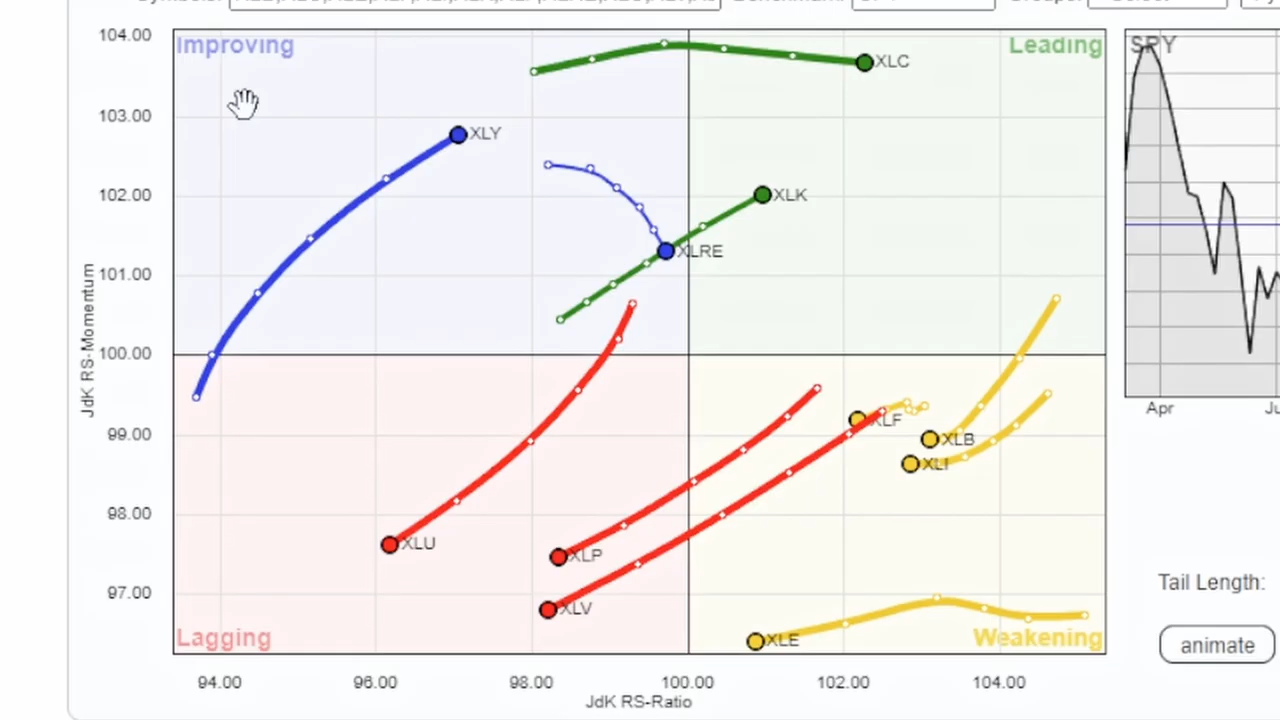 104.00
Improving
Leading
SPY
XLC
103.00
XLY
102.00
XLK
XLRE
101.00
100.00
JdK RS-Momentum
Apr
99.00
XLF
XLB
XLI
98.00
XLU
XLP
97.00
XLV
Tail Length:
Lagging
XLE
Weakening
animate
94.00
96.00
98.00
100.00
102.00
104.00
JdK RS-Ratio